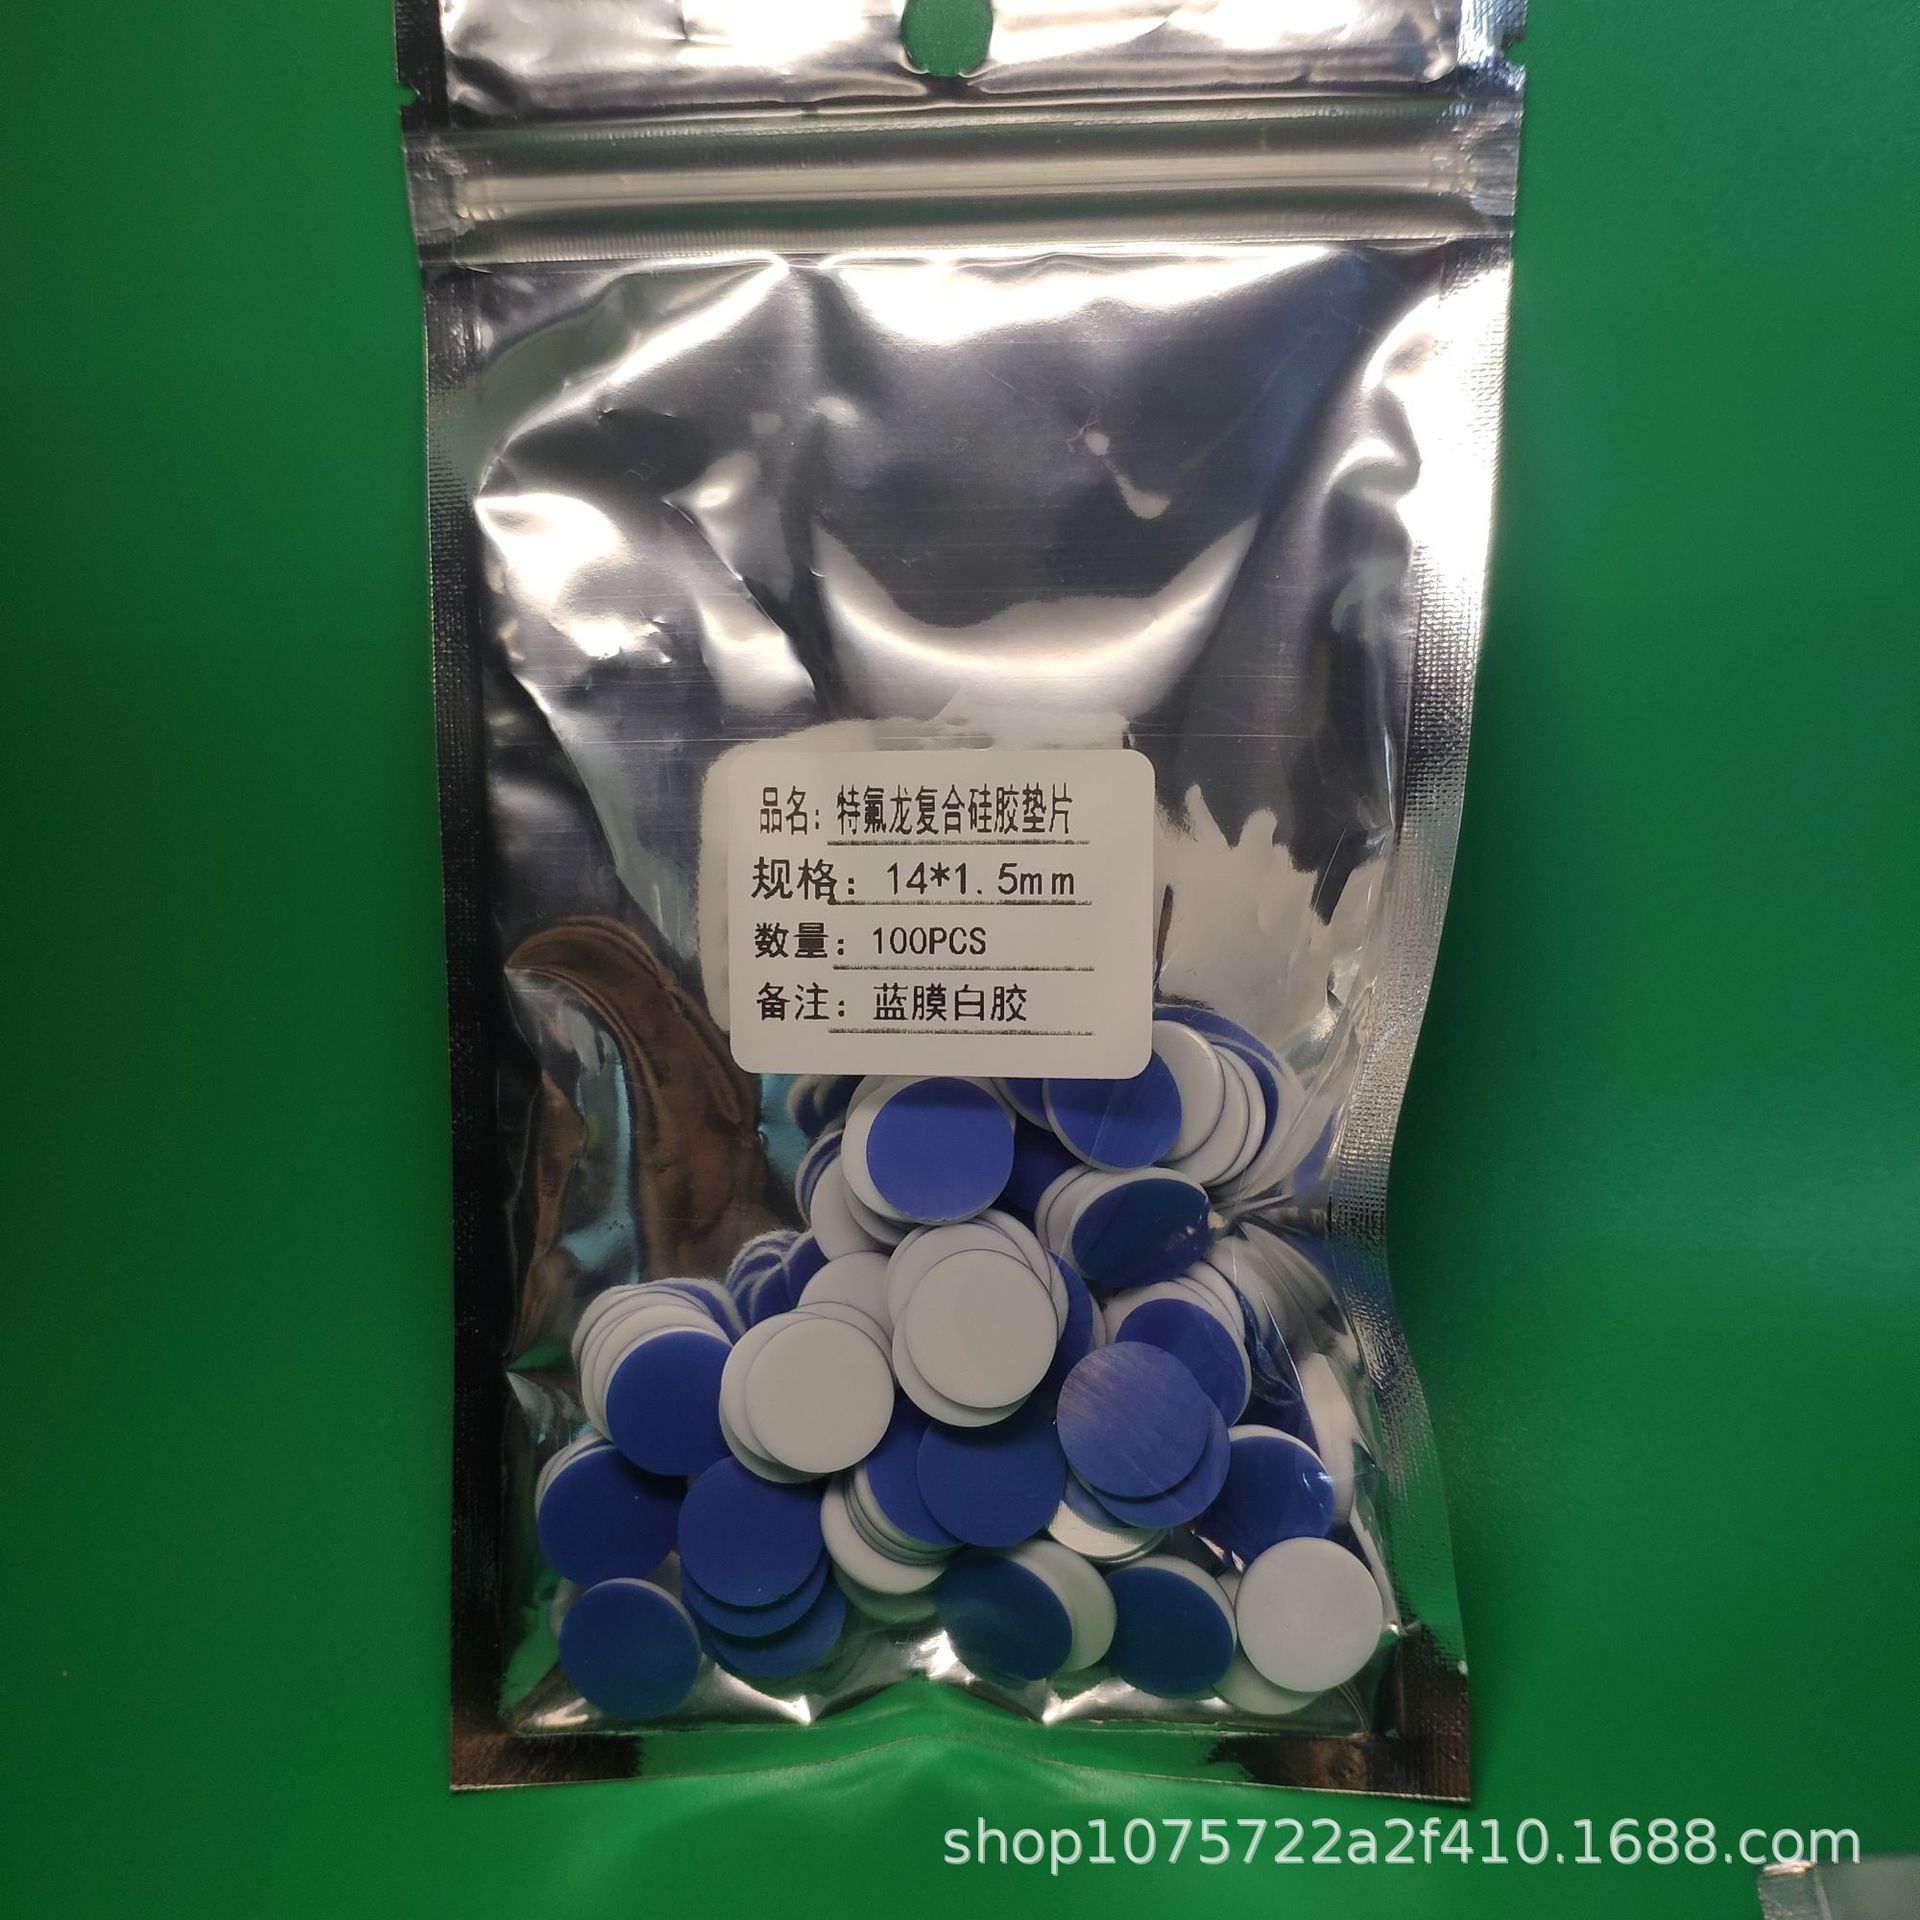 品名：特氟龙复合硅胶垫片
规格：14*1.5mm
数量：100PCS
备注：蓝膜白胶
shop1075722a2f410.1688.com